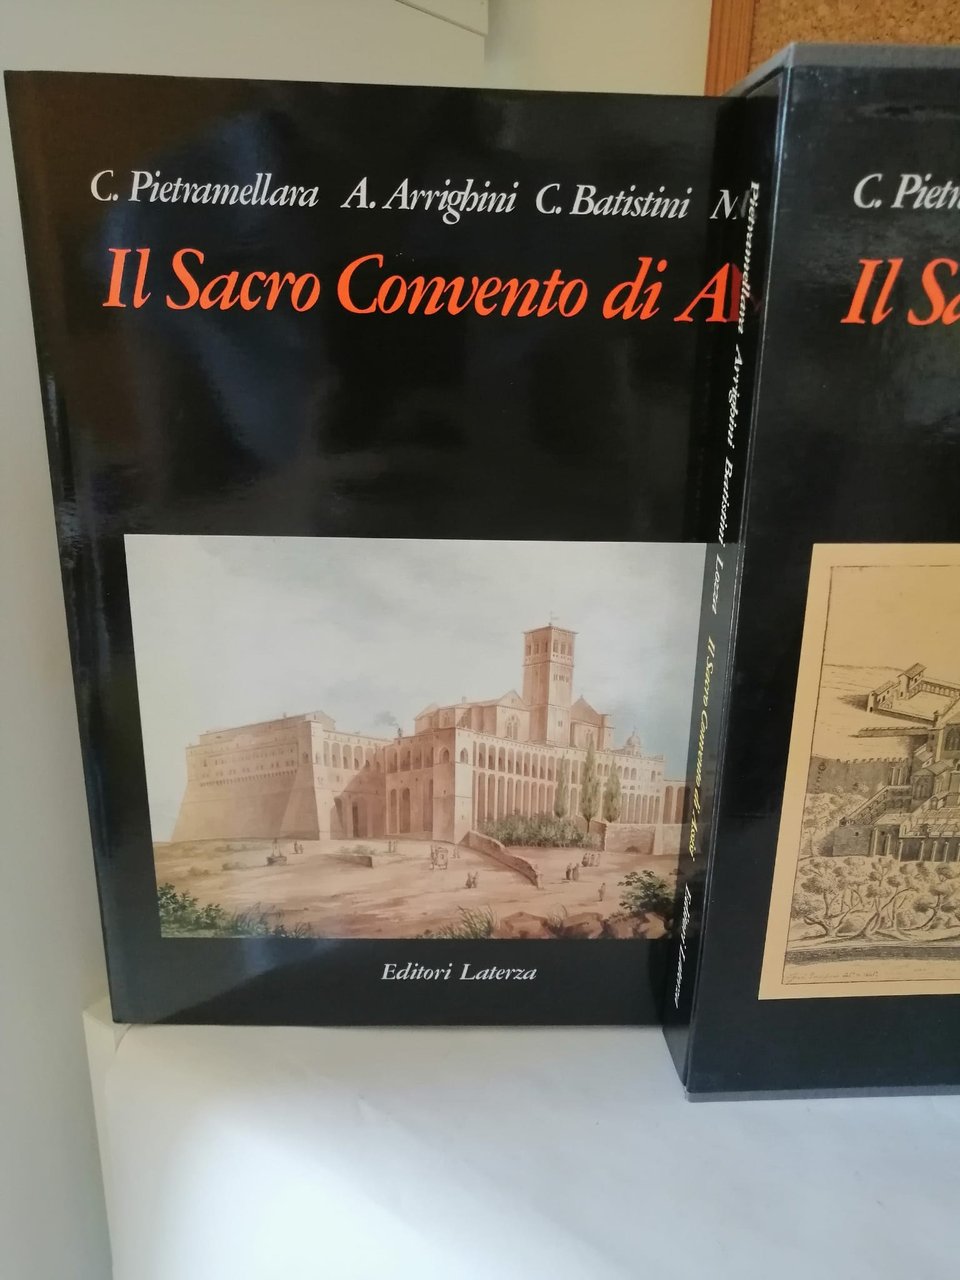 C. Pietramellara A. Arrighini C. Batistini M
Il Sacro Convento di A
Editori Laterza
Pietramellara Arrighini Batistini Lozza Il Sacro Convento di Assisi Editori Laterza
C. Pietr
Il Sa